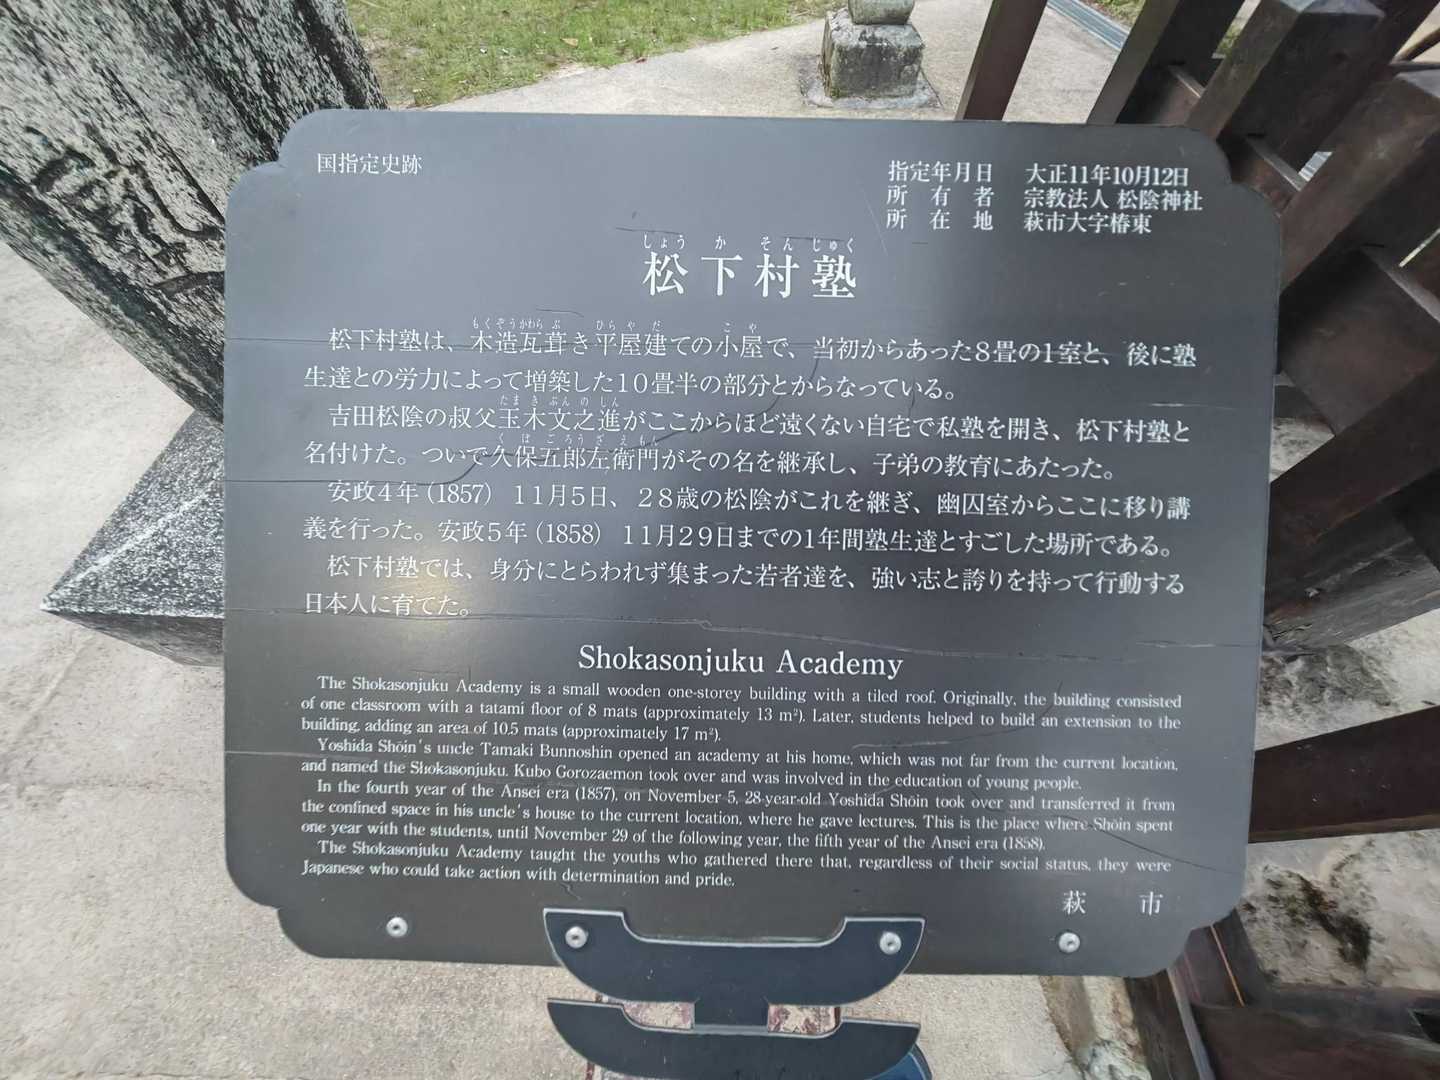 国指定史跡
指定年月日 大正11年10月12日
所有者 宗教法人 松陰神社
所在地 萩市大字椿東
しょうかそんじゅく
松下村塾
もくぞうかわらぶ ひらやだ こや
松下村塾は、木造瓦葺き平屋建ての小屋で、当初からあった8畳の1室と、後に塾
生達との労力によって増築した10畳半の部分とからなっている。
たまきぶんのしん
吉田松陰の叔父玉木文之進がここからほど遠くない自宅で私塾を開き、松下村塾と
くぼごろうざえもん
名付けた。ついで久保五郎左衛門がその名を継承し、子弟の教育にあたった。
安政4年(1857) 11月5日、28歳の松陰がこれを継ぎ、幽囚室からここに移り講
義を行った。安政5年(1858) 11月29日までの1年間塾生達とすごした場所である。
松下村塾では、身分にとらわれず集まった若者達を、強い志と誇りを持って行動する
日本人に育てた。
Shokasonjuku Academy
The Shokasonjuku Academy is a small wooden one-storey building with a tiled roof. Originally, the building consisted
of one classroom with a tatami floor of 8 mats (approximately 13 m²). Later, students helped to build an extension to the
building, adding an area of 10.5 mats (approximately 17 m²).
Yoshida Shōin's uncle Tamaki Bunnoshin opened an academy at his home, which was not far from the current location,
and named the Shokasonjuku. Kubo Gorozaemon took over and was involved in the education of young people.
In the fourth year of the Ansei era (1857), on November 5, 28-year-old Yoshida Shōin took over and transferred it from
the confined space in his uncle's house to the current location, where he gave lectures. This is the place where Shōin spent
one year with the students, until November 29 of the following year, the fifth year of the Ansei era (1858).
The Shokasonjuku Academy taught the youths who gathered there that, regardless of their social status, they were
Japanese who could take action with determination and pride.
萩市